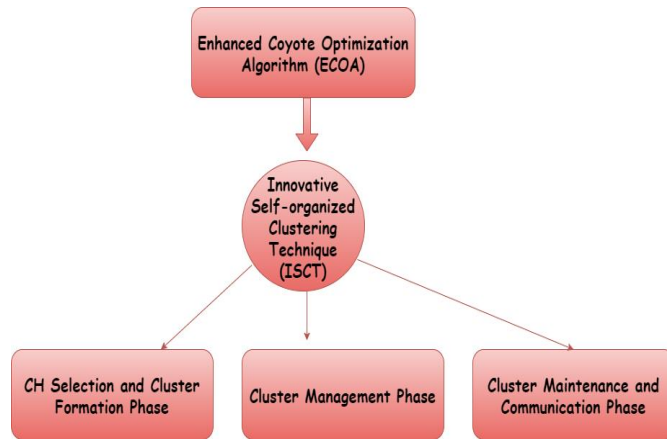 Enhanced Coyote Optimization
Algorithm (ECOA)
Innovative
Self-organized
Clustering
Technique
(ISCT)
CH Selection and Cluster
Formation Phase
Cluster Management Phase
Cluster Maintenance and
Communication Phase